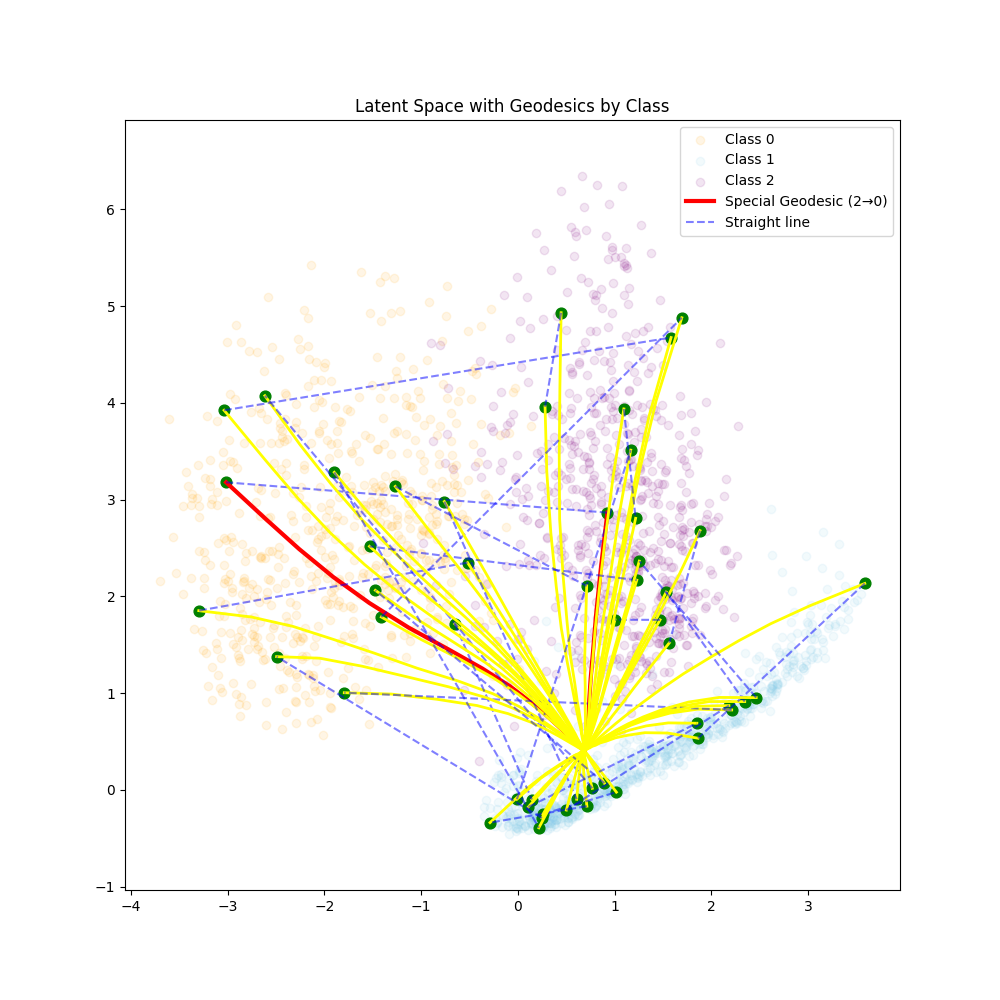 Latent Space with Geodesics by Class
Class 0
Class 1
Class 2
Special Geodesic (2→0)
Straight line
6
5
4
3
2
1
0
−1
−4
−3
−2
−1
0
1
2
3